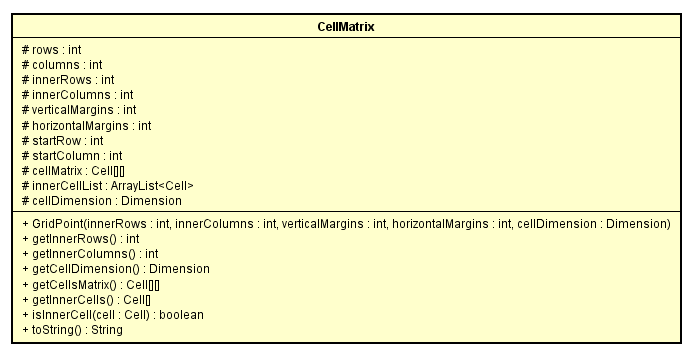 CellMatrix
# rows : int
# columns : int
# innerRows : int
# innerColumns : int
# verticalMargins : int
# horizontalMargins : int
# startRow : int
# startColumn : int
# cellMatrix : Cell[][]
# innerCellList : ArrayList<Cell>
# cellDimension : Dimension
+ GridPoint(innerRows : int, innerColumns : int, verticalMargins : int, horizontalMargins : int, cellDimension : Dimension)
+ getInnerRows() : int
+ getInnerColumns() : int
+ getCellDimension() : Dimension
+ getCellsMatrix() : Cell[][]
+ getInnerCells() : Cell[]
+ isInnerCell(cell : Cell) : boolean
+ toString() : String